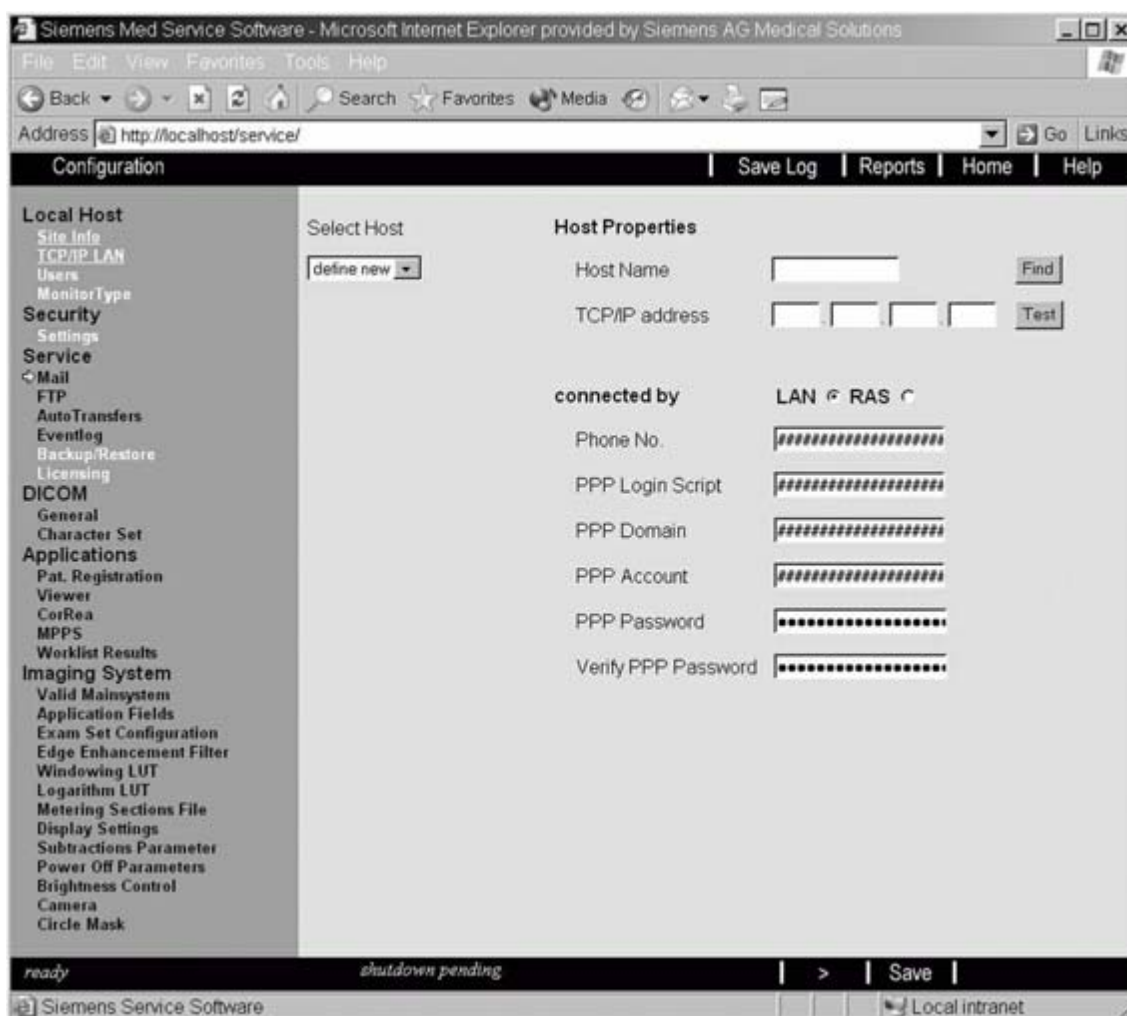 Siemens Med Service Software - Microsoft Internet Explorer provided by Siemens AG Medical Solutions
File Edit View Favorites Tools Help
Back Search Favorites Media
Address http://localhost/service/ Go Links
Configuration Save Log Reports Home Help
Local Host
Site Info
TCP/IP LAN
Users
MonitorType
Security
Settings
Service
Mail
FTP
AutoTransfers
Eventlog
Backup/Restore
Licensing
DICOM
General
Character Set
Applications
Pat. Registration
Viewer
CorRea
MPPS
Worklist Results
Imaging System
Valid Mainsystem
Application Fields
Exam Set Configuration
Edge Enhancement Filter
Windowing LUT
Logarithm LUT
Metering Sections File
Display Settings
Subtractions Parameter
Power Off Parameters
Brightness Control
Camera
Circle Mask
Select Host
define new
Host Properties
Host Name Find
TCP/IP address . . . Test
connected by LAN RAS
Phone No. ####################
PPP Login Script ####################
PPP Domain ####################
PPP Account ####################
PPP Password ••••••••••••••••••
Verify PPP Password ••••••••••••••••••
ready shutdown pending > Save
Siemens Service Software Local intranet